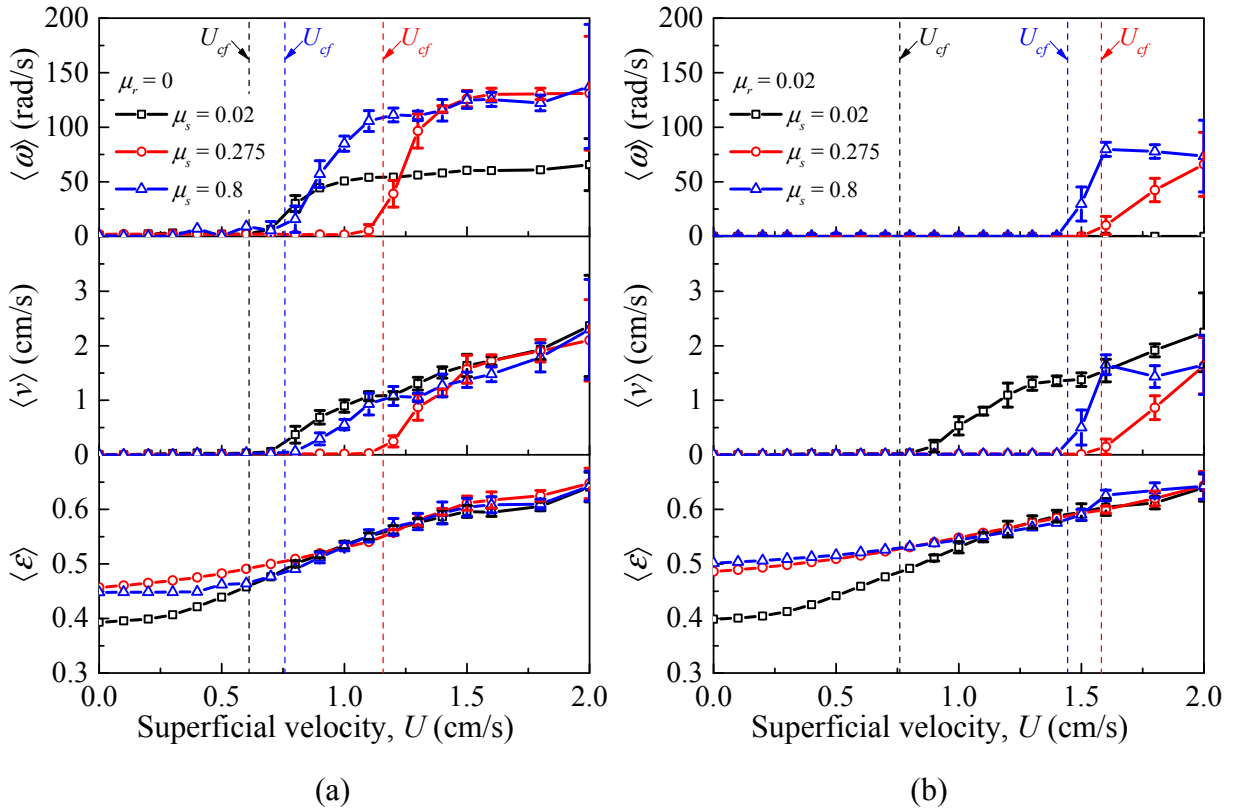 200
150
100
50
0
⟨ω⟩ (rad/s)
U_cf
U_cf
U_cf
μ_r = 0
μ_s = 0.02
μ_s = 0.275
μ_s = 0.8
3
2
1
0
⟨v⟩ (cm/s)
0.6
0.5
0.4
0.3
⟨ε⟩
0.0 0.5 1.0 1.5 2.0
Superficial velocity, U (cm/s)
(a)
200
150
100
50
0
⟨ω⟩ (rad/s)
U_cf
U_cf
U_cf
μ_r = 0.02
μ_s = 0.02
μ_s = 0.275
μ_s = 0.8
3
2
1
0
⟨v⟩ (cm/s)
0.6
0.5
0.4
0.3
⟨ε⟩
0.0 0.5 1.0 1.5 2.0
Superficial velocity, U (cm/s)
(b)